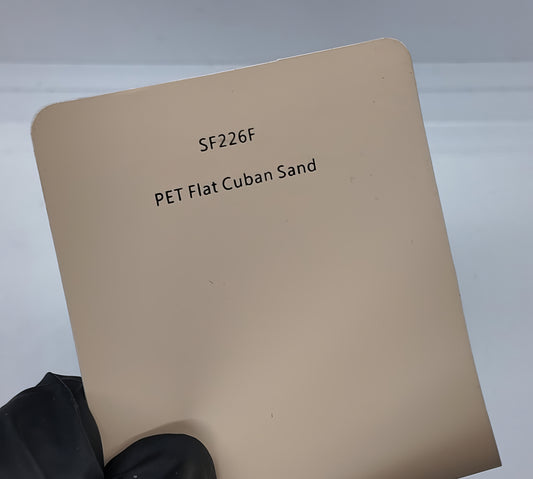 SF226F
PET Flat Cuban Sand